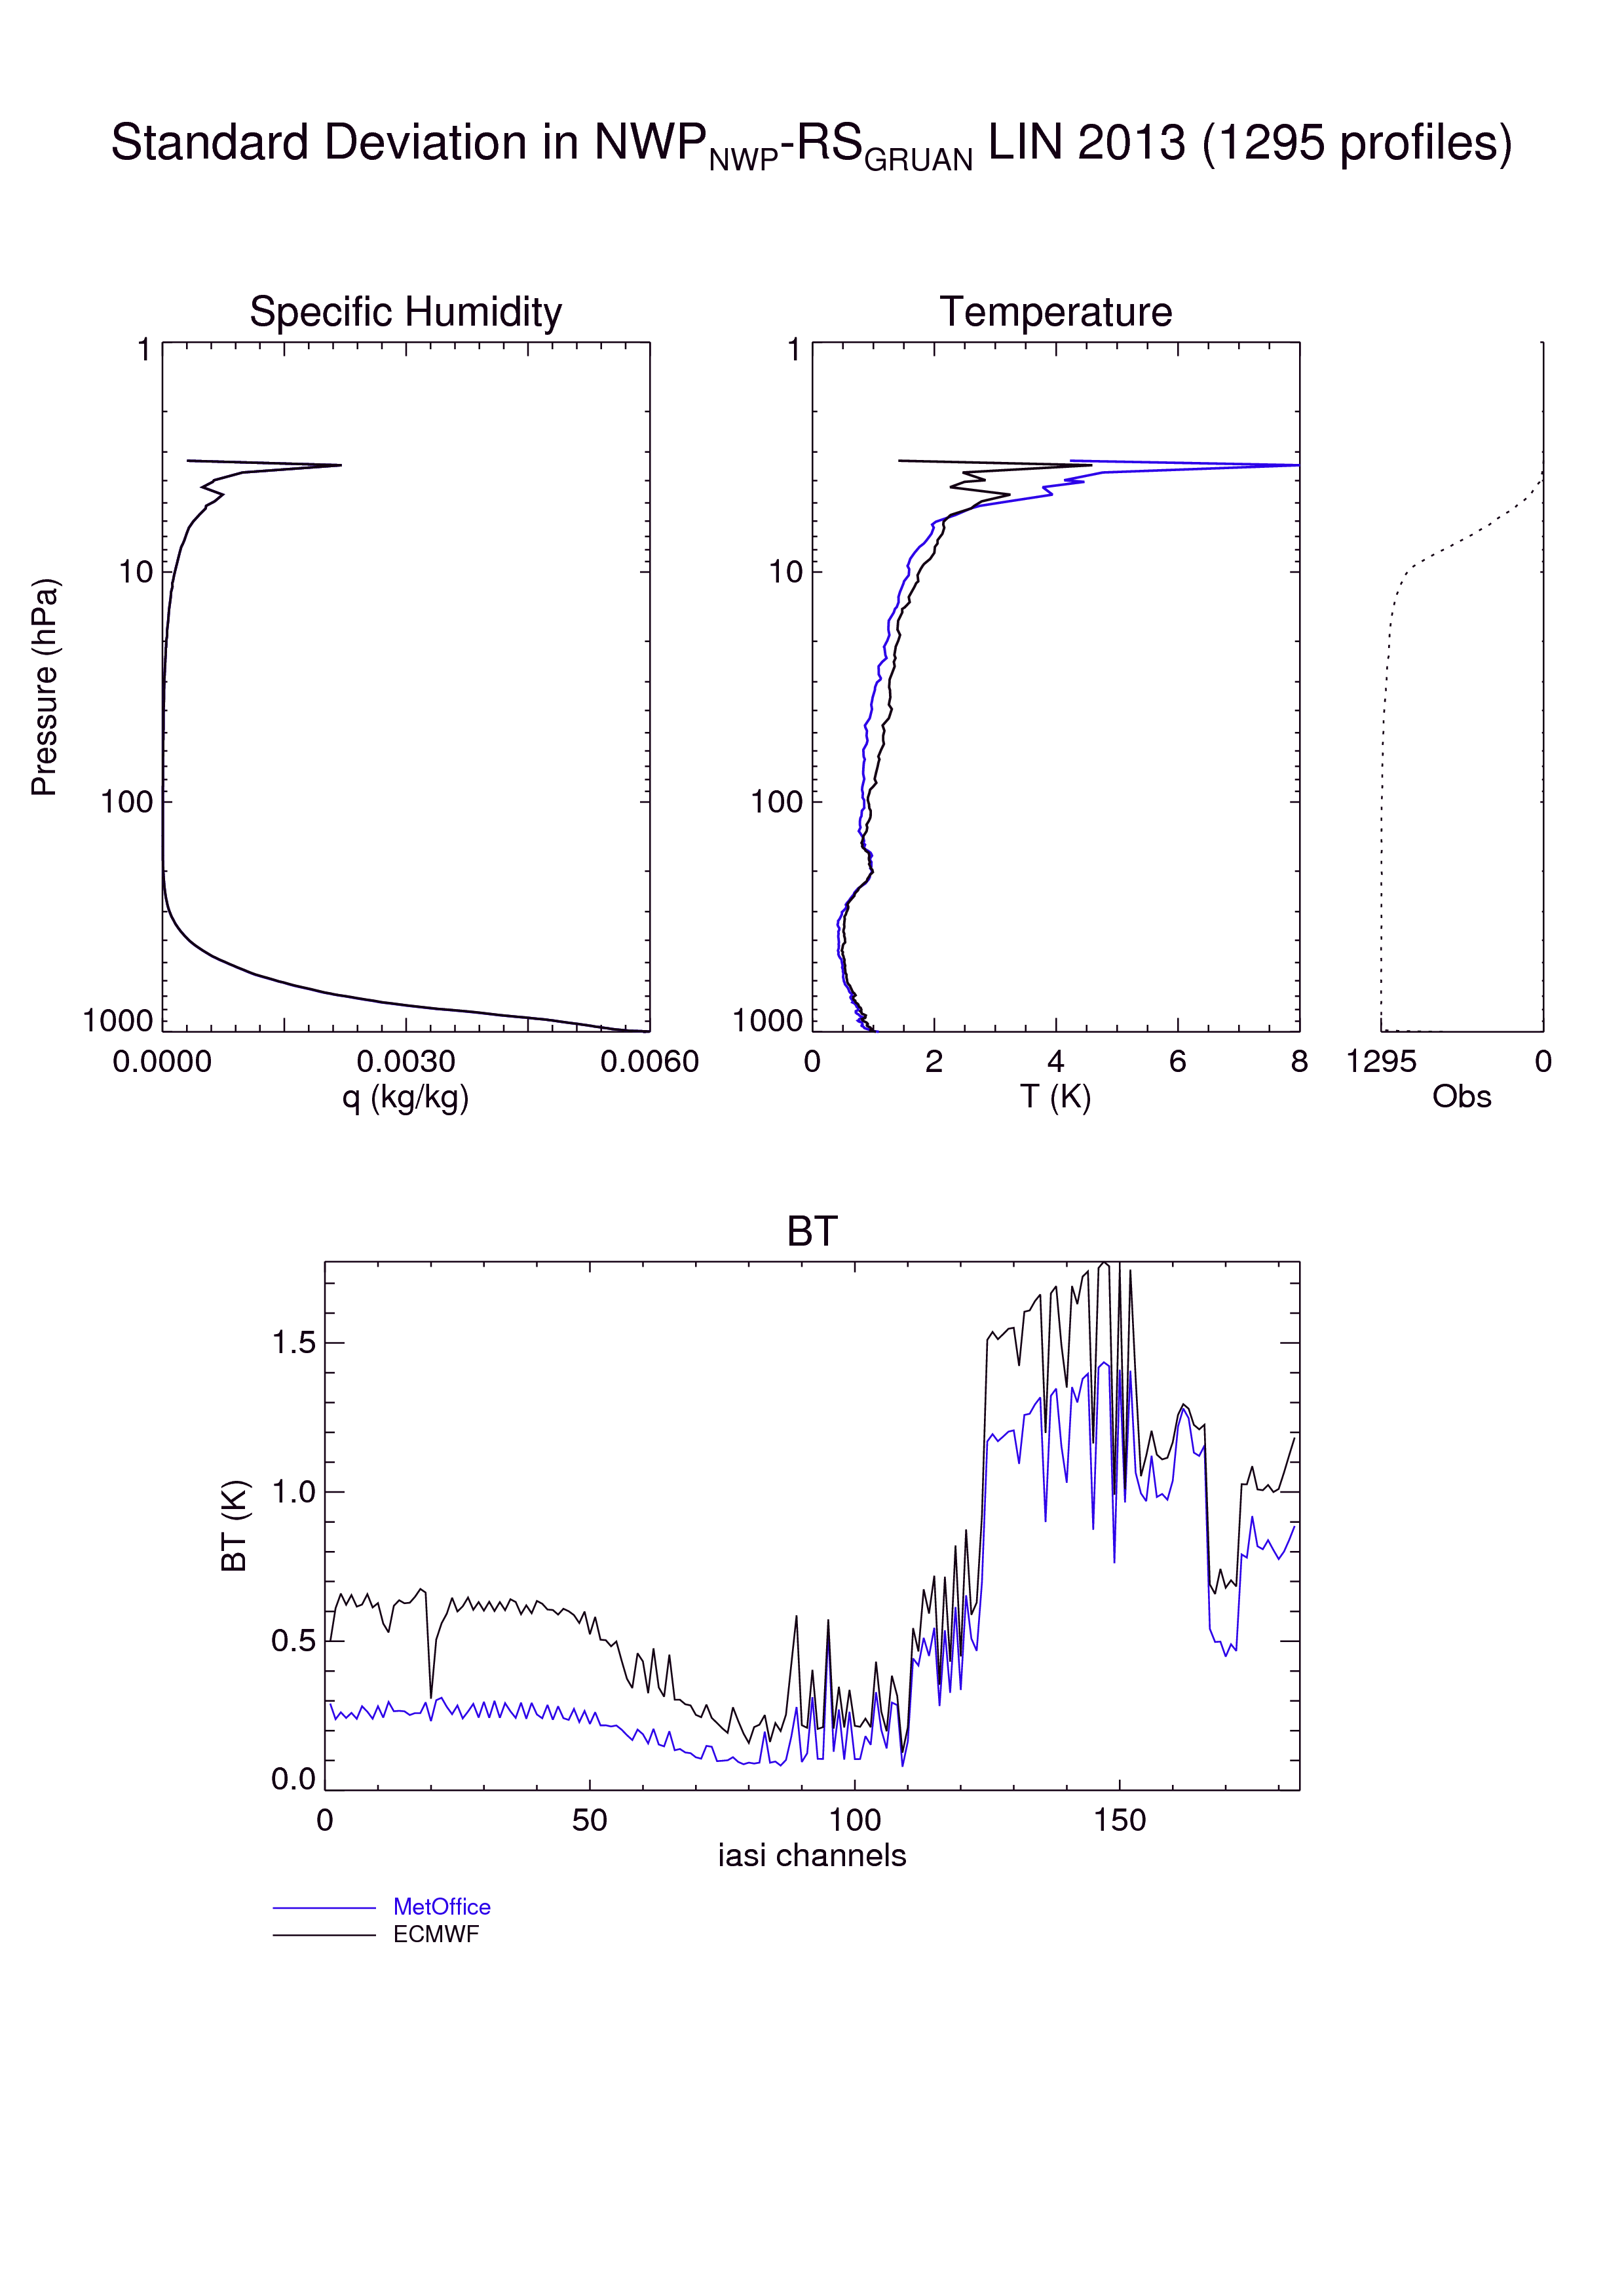 Standard Deviation in NWPNWP-RSGRUAN LIN 2013 (1295 profiles)
Specific Humidity
Temperature
1
10
100
1000
Pressure (hPa)
0.0000 0.0030 0.0060
q (kg/kg)
1
10
100
1000
0 2 4 6 8
T (K)
1295 0
Obs
BT
1.5
1.0
0.5
0.0
BT (K)
0 50 100 150
iasi channels
MetOffice
ECMWF